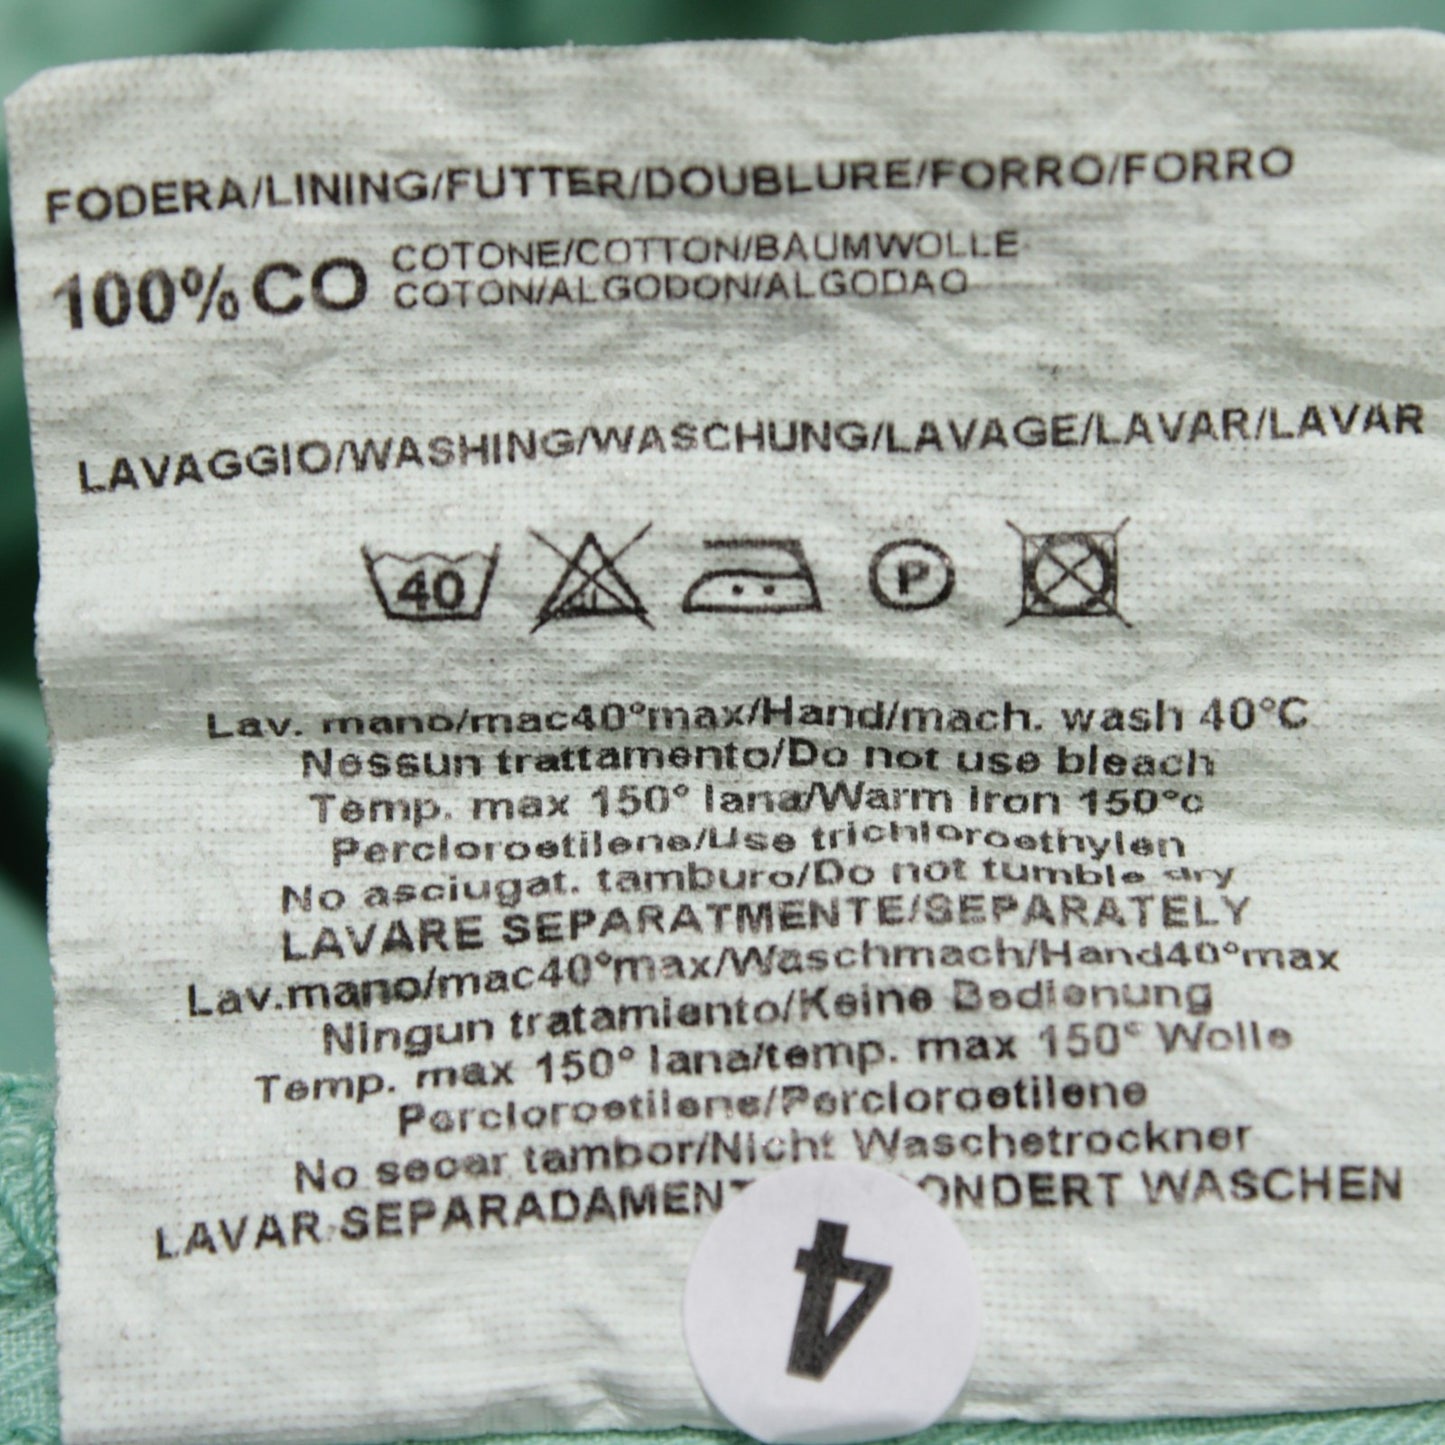 FODERA/LINING/FUTTER/DOUBLURE/FORRO/FORRO
100% CO COTONE/COTTON/BAUMWOLLE
COTON/ALGODON/ALGODAO
LAVAGGIO/WASHING/WASCHUNG/LAVAGE/LAVAR/LAVAR
40 P
Lav. mano/mac40°max/Hand/mach. wash 40°C
Nessun trattamento/Do not use bleach
Temp. max 150° lana/Warm iron 150°c
Percloroetilene/Use trichloroethylen
No asciugat. tamburo/Do not tumble dry
LAVARE SEPARATMENTE/SEPARATELY
Lav.mano/mac40°max/Waschmach/Hand40°max
Ningun tratamiento/Keine Bedienung
Temp. max 150° lana/temp. max 150° Wolle
Percloroetilene/Percloroetilene
No secar tambor/Nicht Waschetrockner
LAVAR SEPARADAMENT ONDERT WASCHEN
4